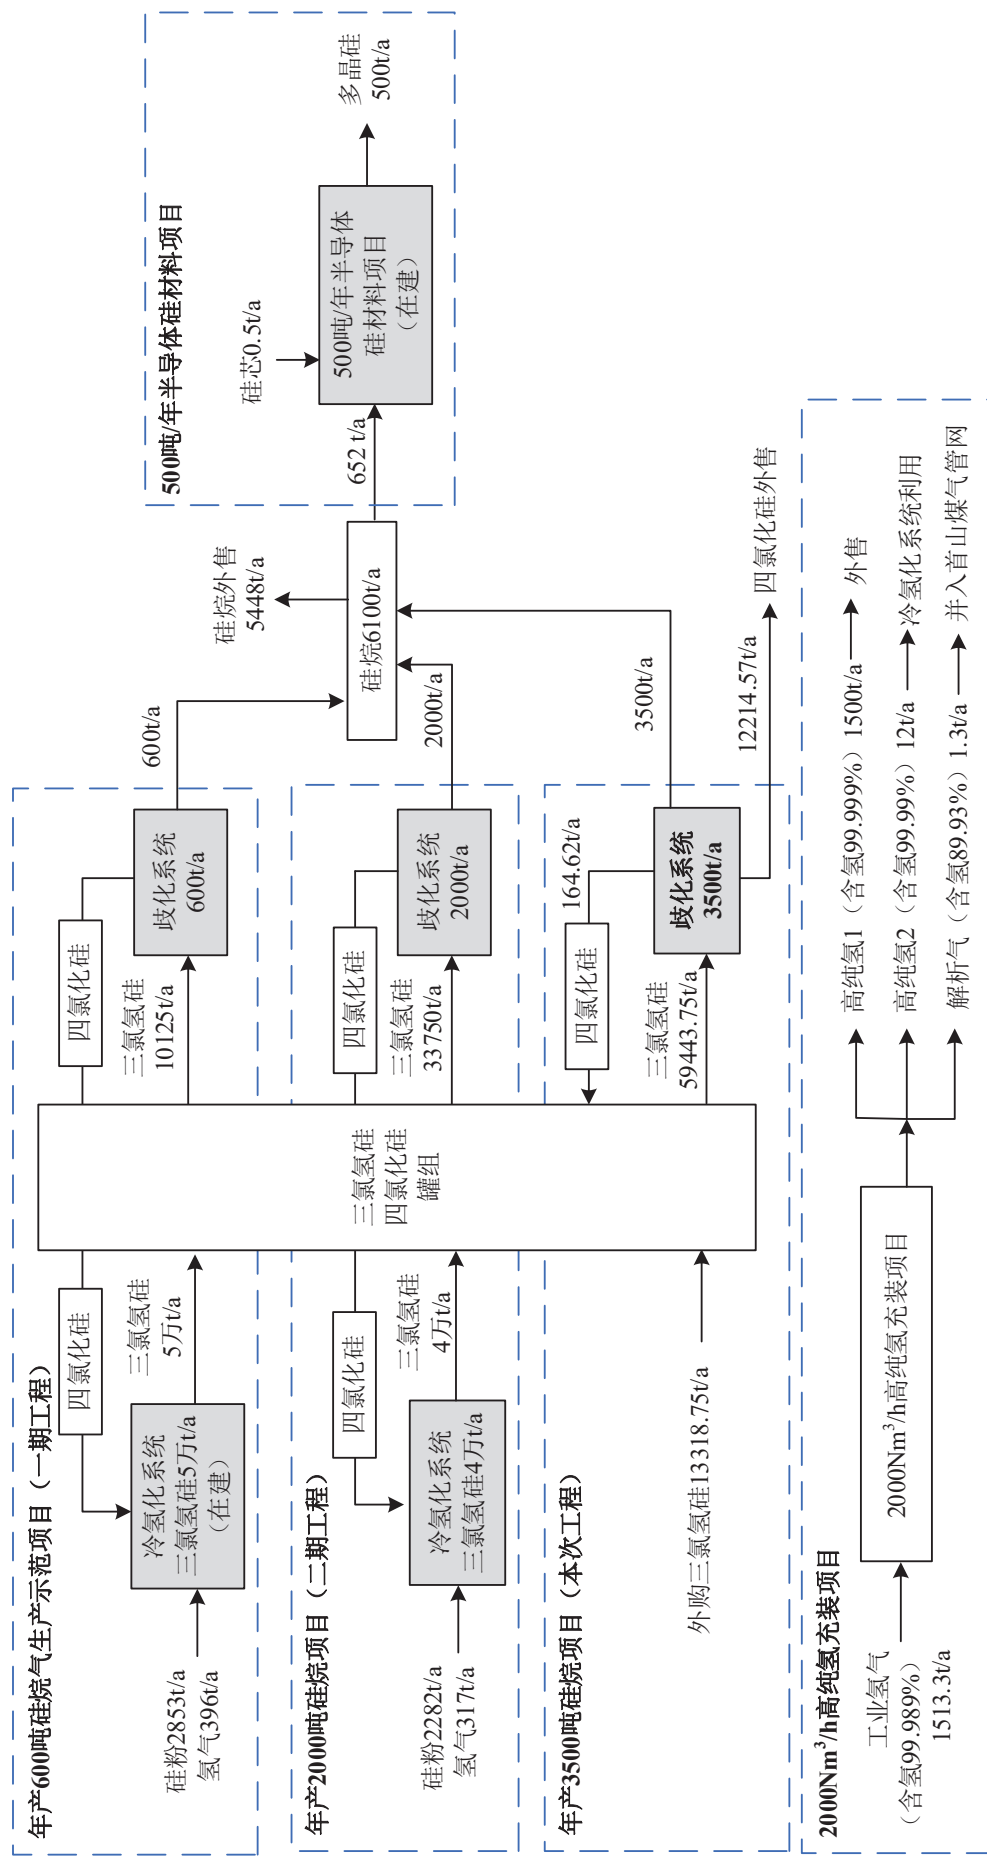 年产600吨硅烷气生产示范项目（一期工程）
硅粉2853t/a
氢气396t/a
冷氢化系统
三氯氢硅5万t/a
（在建）
四氯化硅
三氯氢硅
5万t/a
四氯化硅
三氯氢硅
10125t/a
歧化系统
600t/a
600t/a
年产2000吨硅烷项目（二期工程）
硅粉2282t/a
氢气317t/a
冷氢化系统
三氯氢硅4万t/a
四氯化硅
三氯氢硅
4万t/a
三氯氢硅
四氯化硅
罐组
四氯化硅
三氯氢硅
33750t/a
歧化系统
2000t/a
2000t/a
年产3500吨硅烷项目（本次工程）
外购三氯氢硅13318.75t/a
四氯化硅
164.62t/a
三氯氢硅
59443.75t/a
歧化系统
3500t/a
3500t/a
12214.57t/a
四氯化硅外售
硅烷6100t/a
硅烷外售
5448t/a
652 t/a
500吨/年半导体硅材料项目
硅芯0.5t/a
500吨/年半导体
硅材料项目
（在建）
多晶硅
500t/a
2000Nm³/h高纯氢充装项目
工业氢气
（含氢99.989%）
1513.3t/a
2000Nm³/h高纯氢充装项目
高纯氢1（含氢99.999%）1500t/a
外售
高纯氢2（含氢99.99%）12t/a
冷氢化系统利用
解析气（含氢89.93%）1.3t/a
并入首山煤气管网